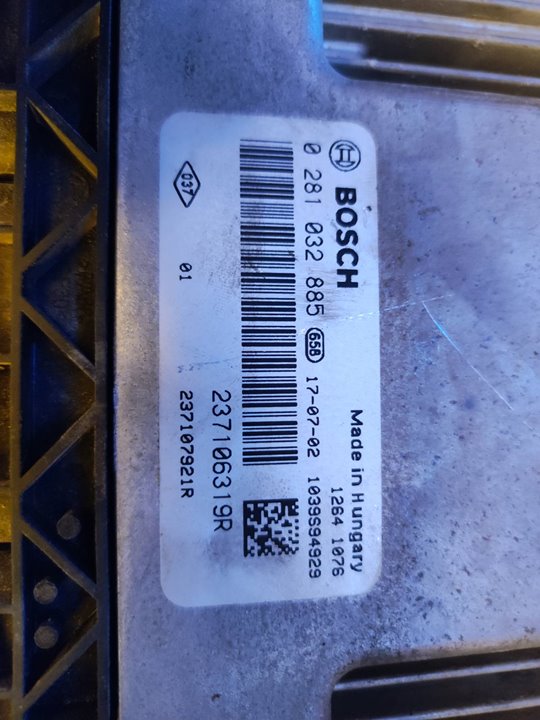 BOSCH
Made in Hungary
1264 1076
0 281 032 885 658 17-07-02 1039S94929
237106319R
037 01 237107921R